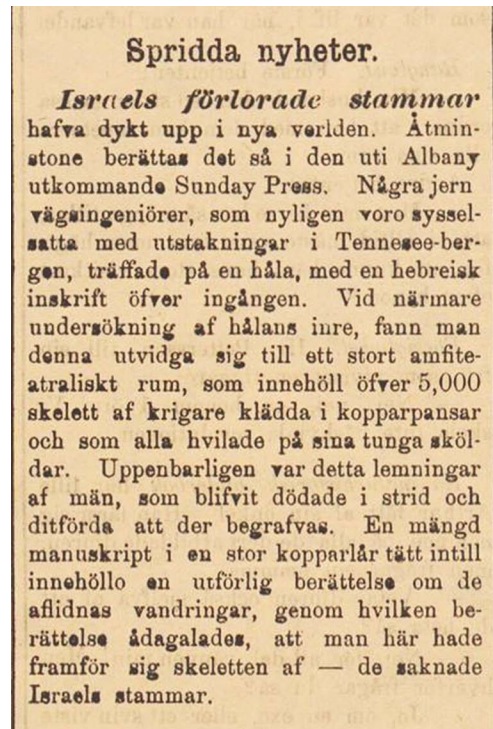 Spridda nyheter.
Israels förlorade stammar
hafva dykt upp i nya verlden. Åtmin-
stone berättas det så i den uti Albany
utkommande Sunday Press. Några jern
vägsingeniörer, som nyligen voro syssel-
satta med utstakningar i Tennesee-ber-
gen, träffade på en håla, med en hebreisk
inskrift öfver ingången. Vid närmare
undersökning af hålans inre, fann man
denna utvidga sig till ett stort amfite-
atraliskt rum, som innehöll öfver 5,000
skelett af krigare klädda i kopparpansar
och som alla hvilade på sina tunga sköl-
dar. Uppenbarligen var detta lemningar
af män, som blifvit dödade i strid och
ditförda att der begrafvas. En mängd
manuskript i en stor kopparlår tätt intill
innehöllo en utförlig berättelse om de
aflidnas vandringar, genom hvilken be-
rättelse ådagalades, att man här hade
framför sig skeletten af — de saknade
Israels stammar.